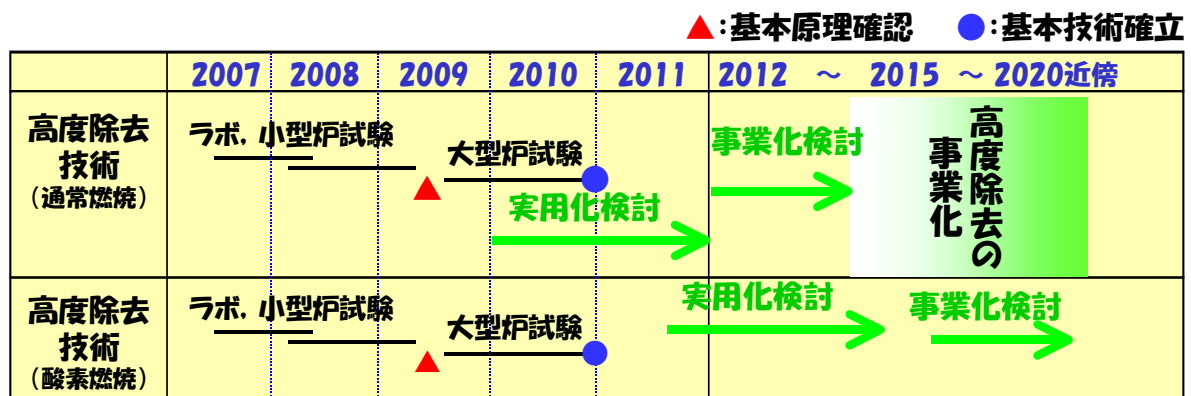 ▲:基本原理確認 ●:基本技術確立
2007 2008 2009 2010 2011 2012 ～ 2015 ～ 2020近傍
高度除去
技術
(通常燃焼)
ラボ, 小型炉試験
大型炉試験
実用化検討
事業化検討
高度除去の
事業化
高度除去
技術
(酸素燃焼)
ラボ, 小型炉試験
大型炉試験
実用化検討
事業化検討